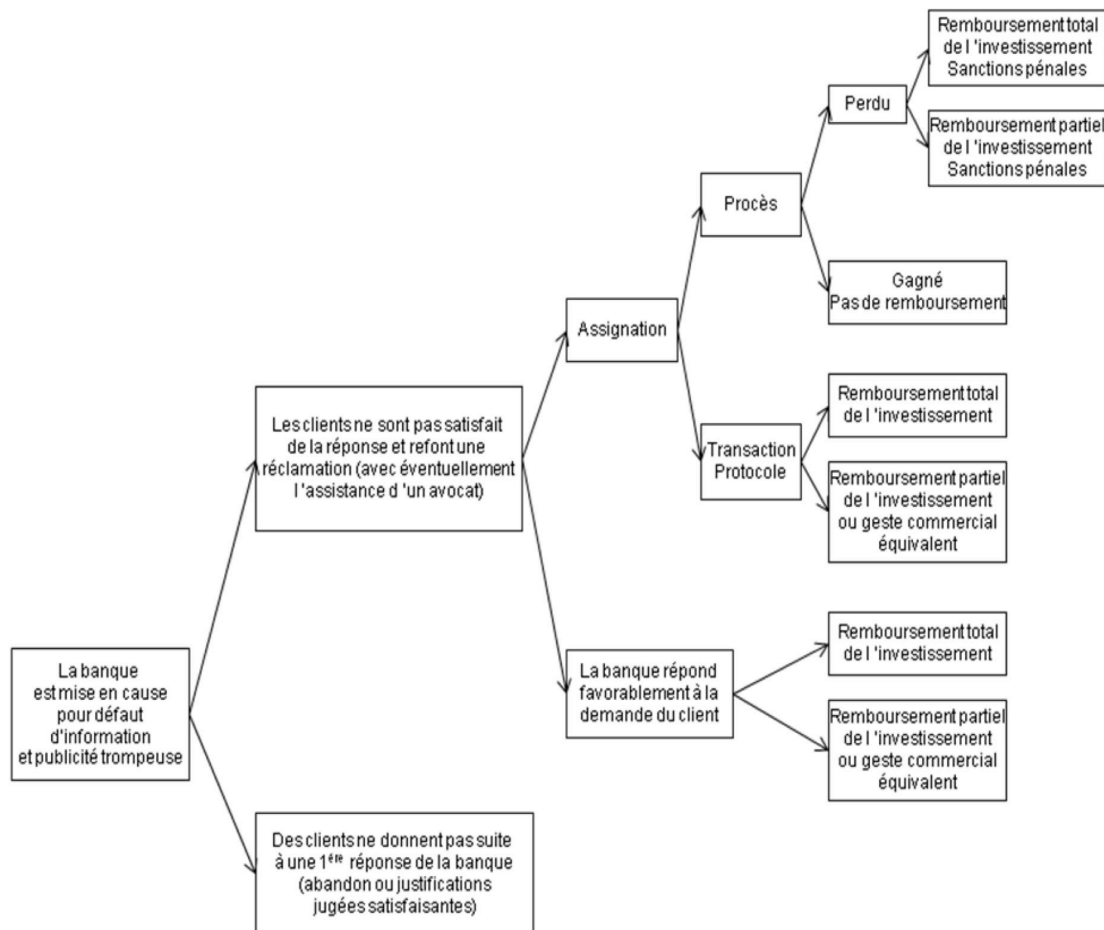 Remboursement total
de l 'investissement
Sanctions pénales
Perdu
Remboursement partiel
de l 'investissement
Sanctions pénales
Procès
Gagné
Pas de remboursement
Assignation
Les clients ne sont pas satisfait
de la réponse et refont une
réclamation (avec éventuellement
l 'assistance d 'un avocat)
Remboursement total
de l 'investissement
Transaction
Protocole
Remboursement partiel
de l 'investissement
ou geste commercial
équivalent
Remboursement total
de l 'investissement
La banque
est mise en cause
pour défaut
d'information
et publicité trompeuse
La banque répond
favorablement à la
demande du client
Remboursement partiel
de l 'investissement
ou geste commercial
équivalent
Des clients ne donnent pas suite
à une 1ère réponse de la banque
(abandon ou justifications
jugées satisfaisantes)